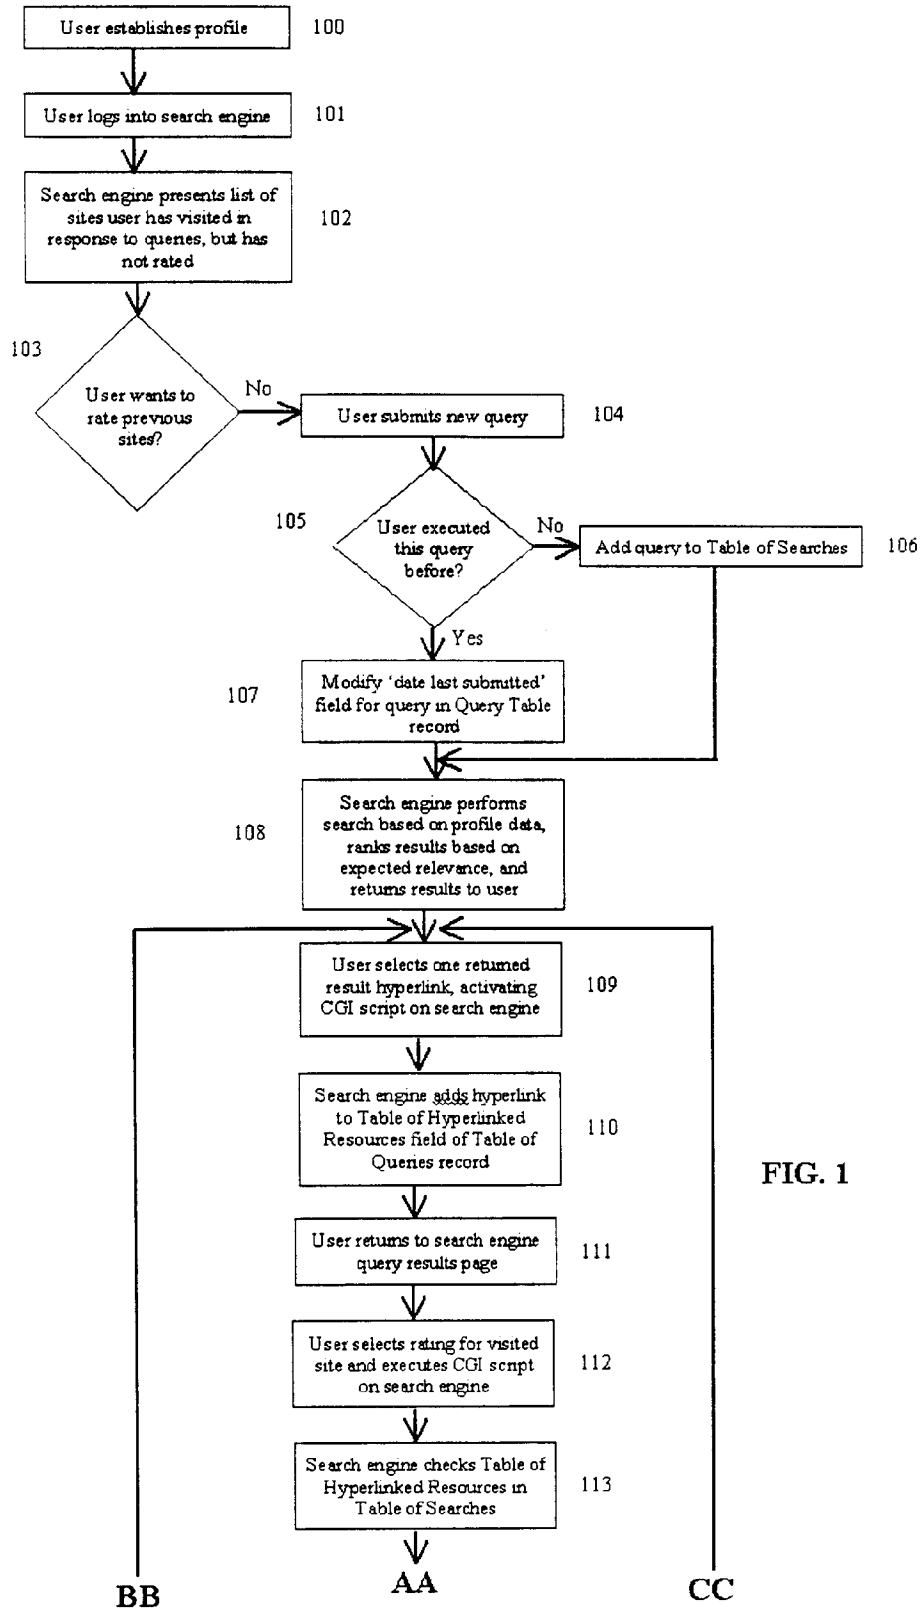 User establishes profile
100
User logs into search engine
101
Search engine presents list of
sites user has visited in
response to queries, but has
not rated
102
103
User wants to
rate previous
sites?
No
User submits new query
104
105
User executed
this query
before?
No
Add query to Table of Searches
106
Yes
107
Modify ‘date last submitted’
field for query in Query Table
record
108
Search engine performs
search based on profile data,
ranks results based on
expected relevance, and
returns results to user
User selects one returned
result hyperlink, activating
CGI script on search engine
109
Search engine adds hyperlink
to Table of Hyperlinked
Resources field of Table of
Queries record
110
FIG. 1
User returns to search engine
query results page
111
User selects rating for visited
site and executes CGI script
on search engine
112
Search engine checks Table of
Hyperlinked Resources in
Table of Searches
113
BB
AA
CC